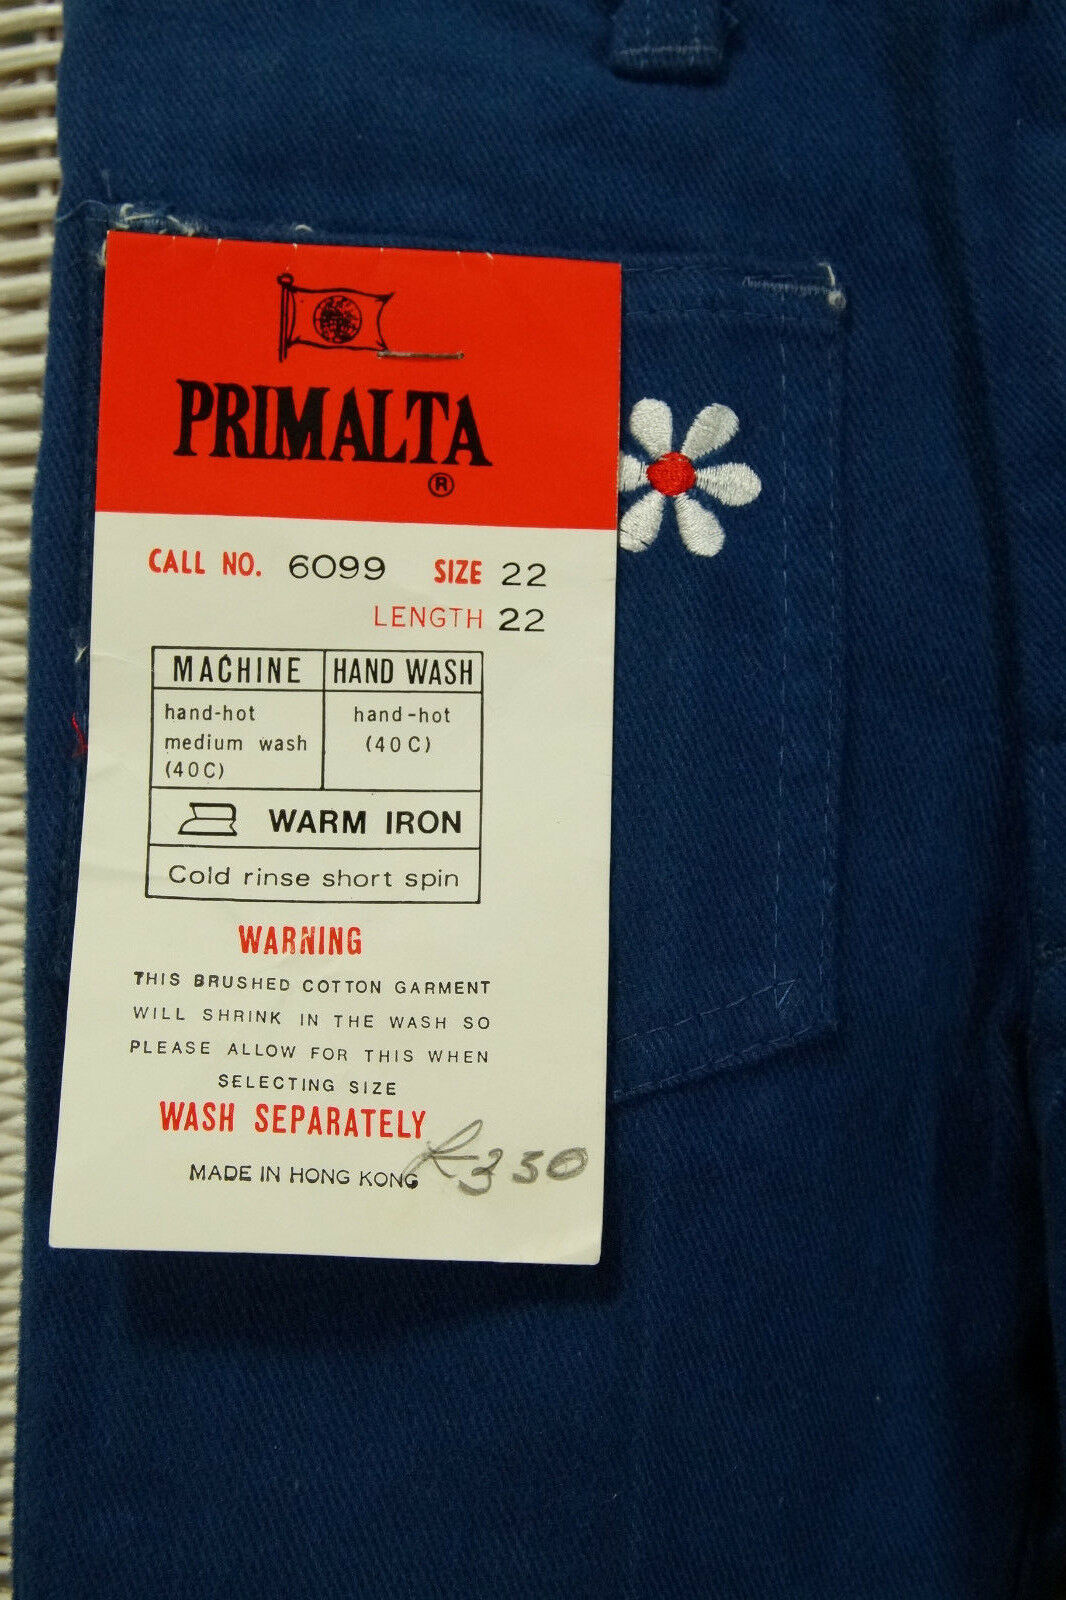 PRIMALTA
®
CALL NO. 6099 SIZE 22
LENGTH 22
MACHINE HAND WASH
hand-hot
medium wash
(40C)
hand-hot
(40C)
WARM IRON
Cold rinse short spin
WARNING
THIS BRUSHED COTTON GARMENT
WILL SHRINK IN THE WASH SO
PLEASE ALLOW FOR THIS WHEN
SELECTING SIZE
WASH SEPARATELY
MADE IN HONG KONG
£330